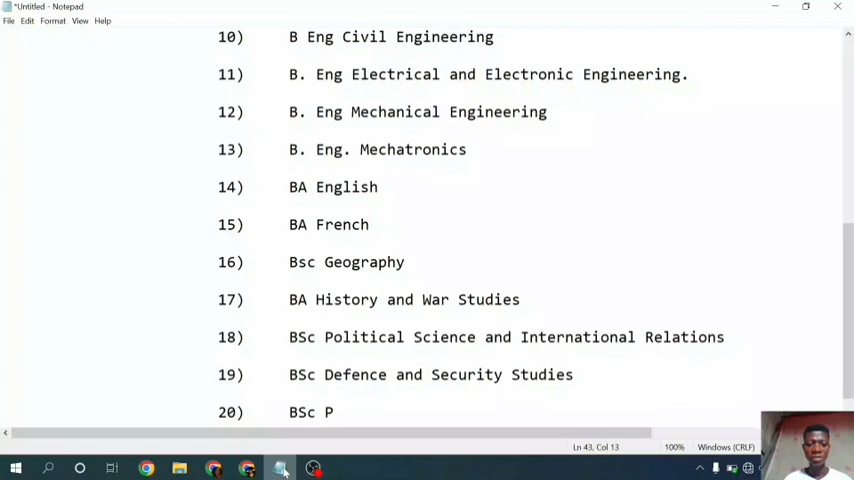 *Untitled - Notepad
File Edit Format View Help
10) B Eng Civil Engineering
11) B. Eng Electrical and Electronic Engineering.
12) B. Eng Mechanical Engineering
13) B. Eng. Mechatronics
14) BA English
15) BA French
16) Bsc Geography
17) BA History and War Studies
18) BSc Political Science and International Relations
19) BSc Defence and Security Studies
20) BSc P
Ln 43, Col 13 100% Windows (CRLF)